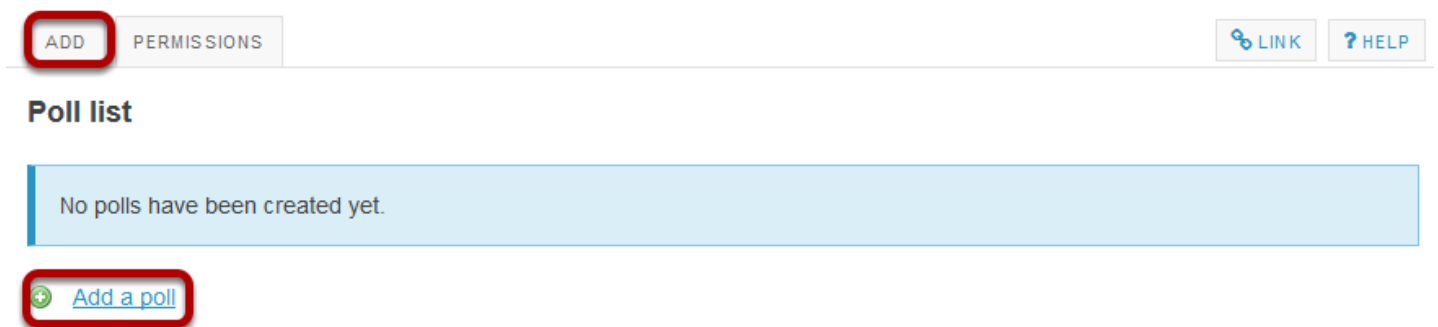 ADD PERMISSIONS LINK ? HELP
Poll list
No polls have been created yet.
Add a poll